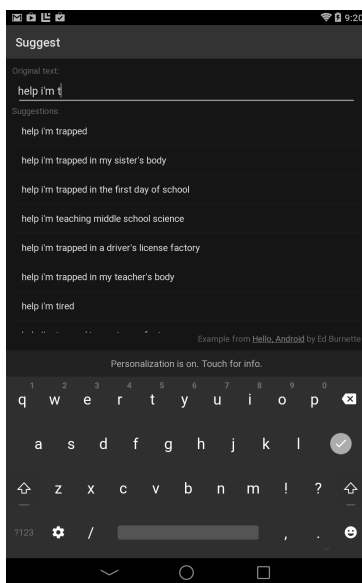 9:20
Suggest
Original text:
help i'm t
Suggestions:
help i'm trapped
help i'm trapped in my sister's body
help i'm trapped in the first day of school
help i'm teaching middle school science
help i'm trapped in a driver's license factory
help i'm trapped in my teacher's body
help i'm tired
Example from Hello, Android by Ed Burnette
Personalization is on. Touch for info.
1 2 3 4 5 6 7 8 9 0
q w e r t y u i o p
a s d f g h j k l
z x c v b n m ! ?
?123 / , .